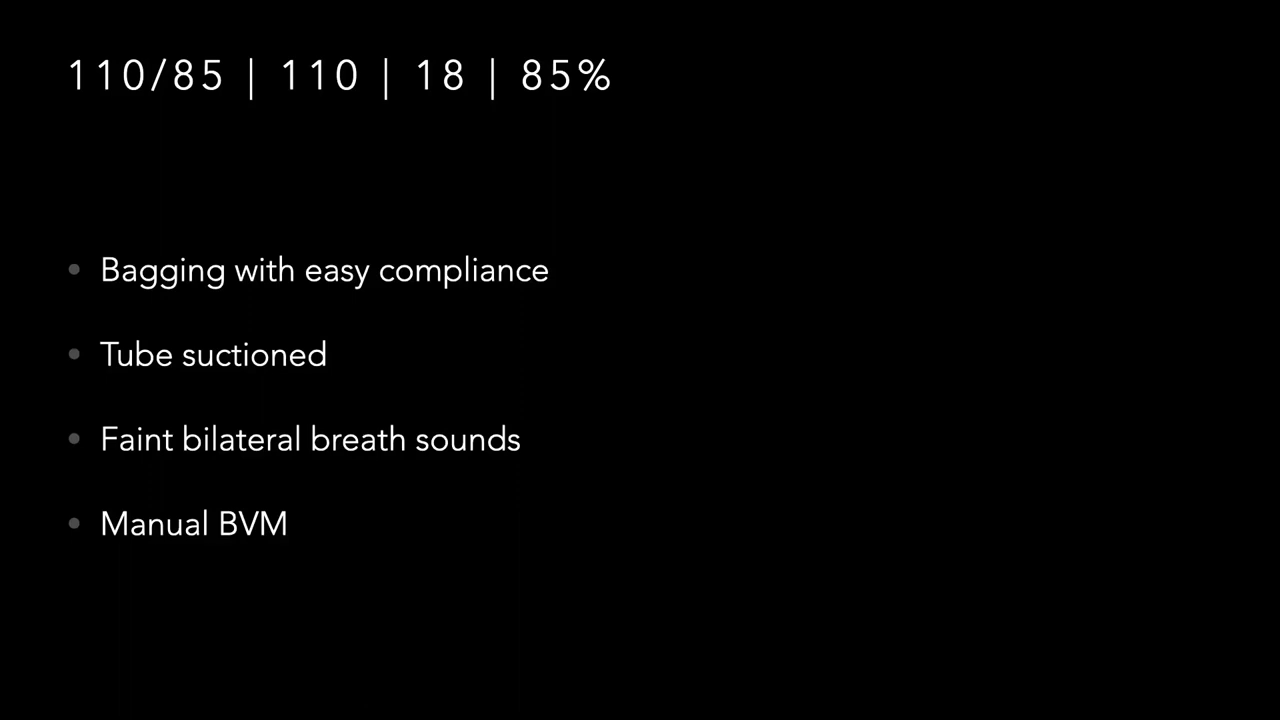 110/85 | 110 | 18 | 85%
• Bagging with easy compliance
• Tube suctioned
• Faint bilateral breath sounds
• Manual BVM